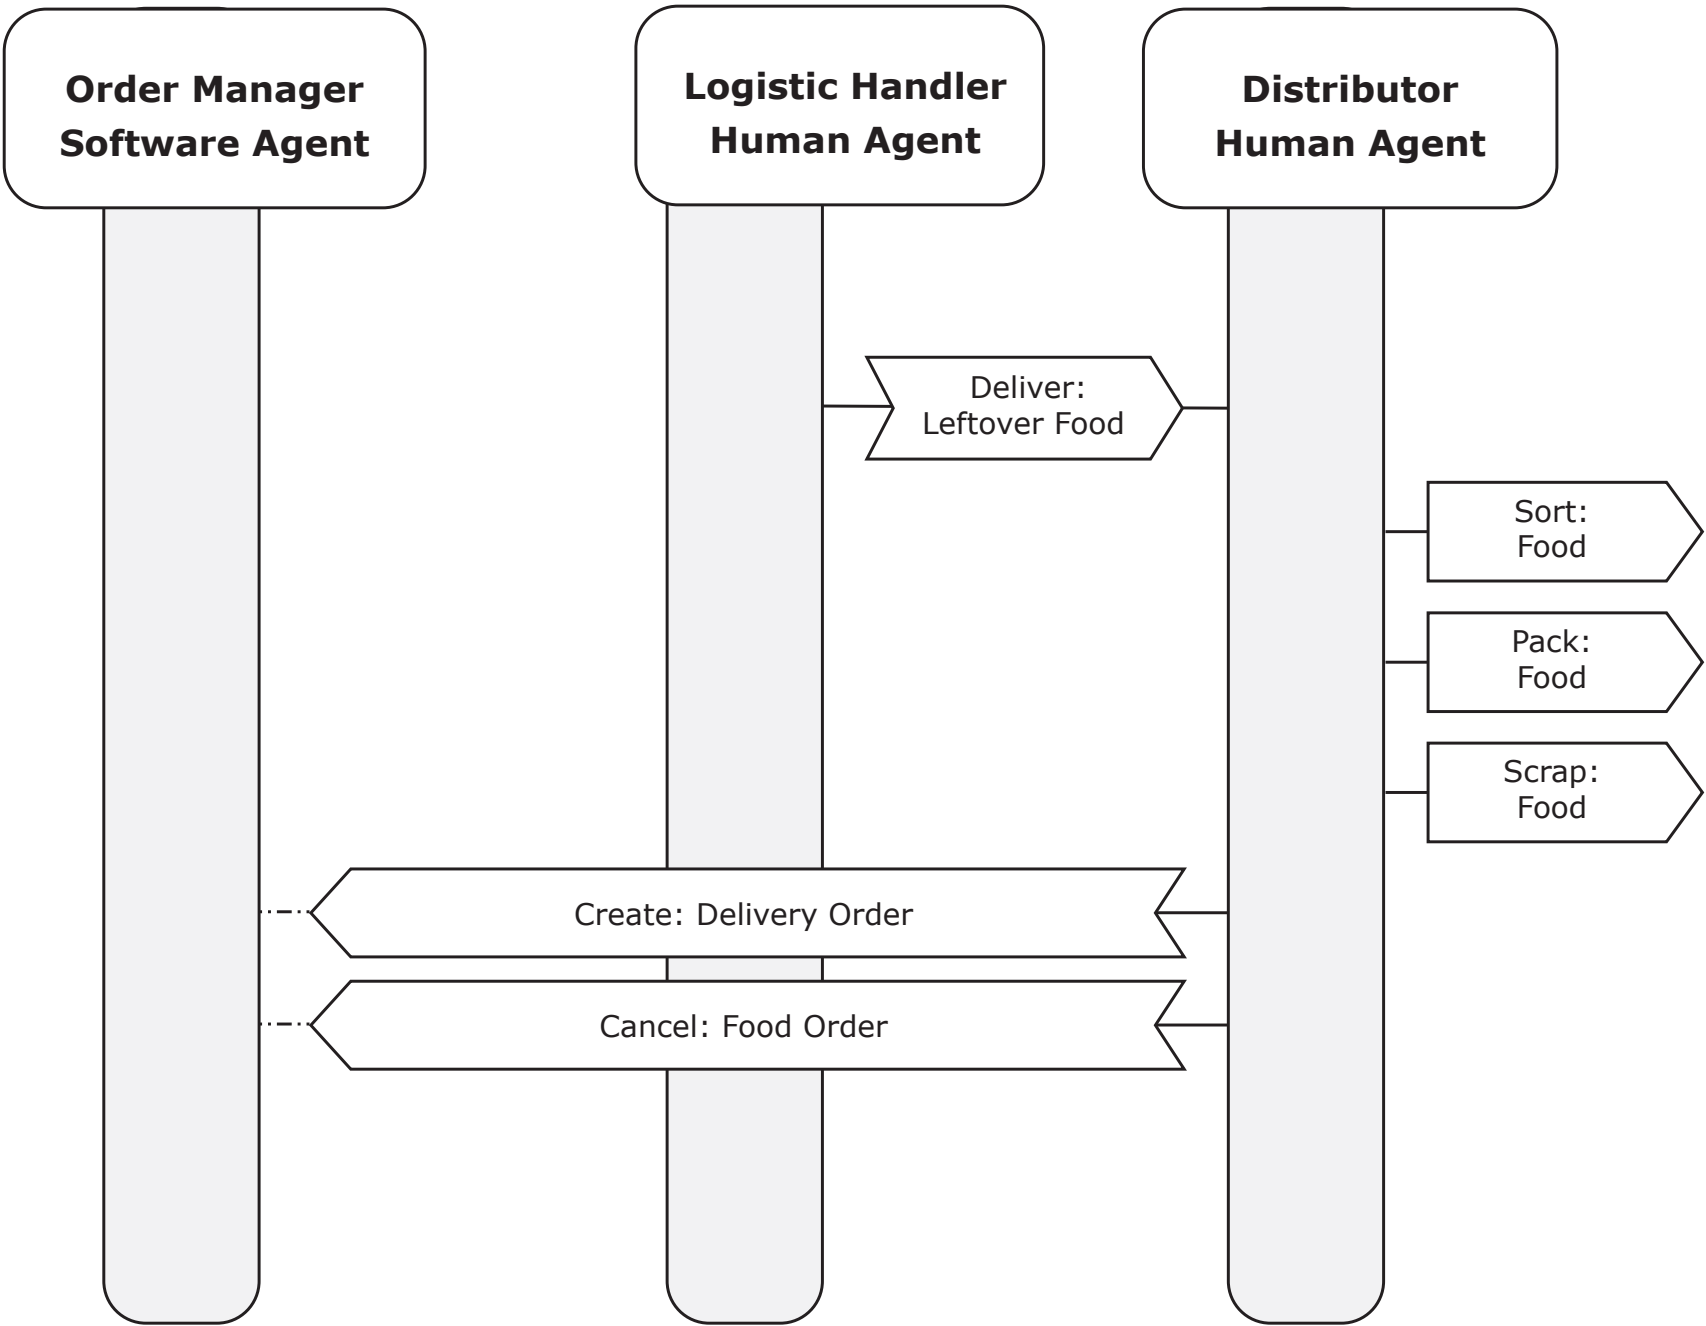 Order Manager
Software Agent
Logistic Handler
Human Agent
Distributor
Human Agent
Deliver:
Leftover Food
Sort:
Food
Pack:
Food
Scrap:
Food
Create: Delivery Order
Cancel: Food Order